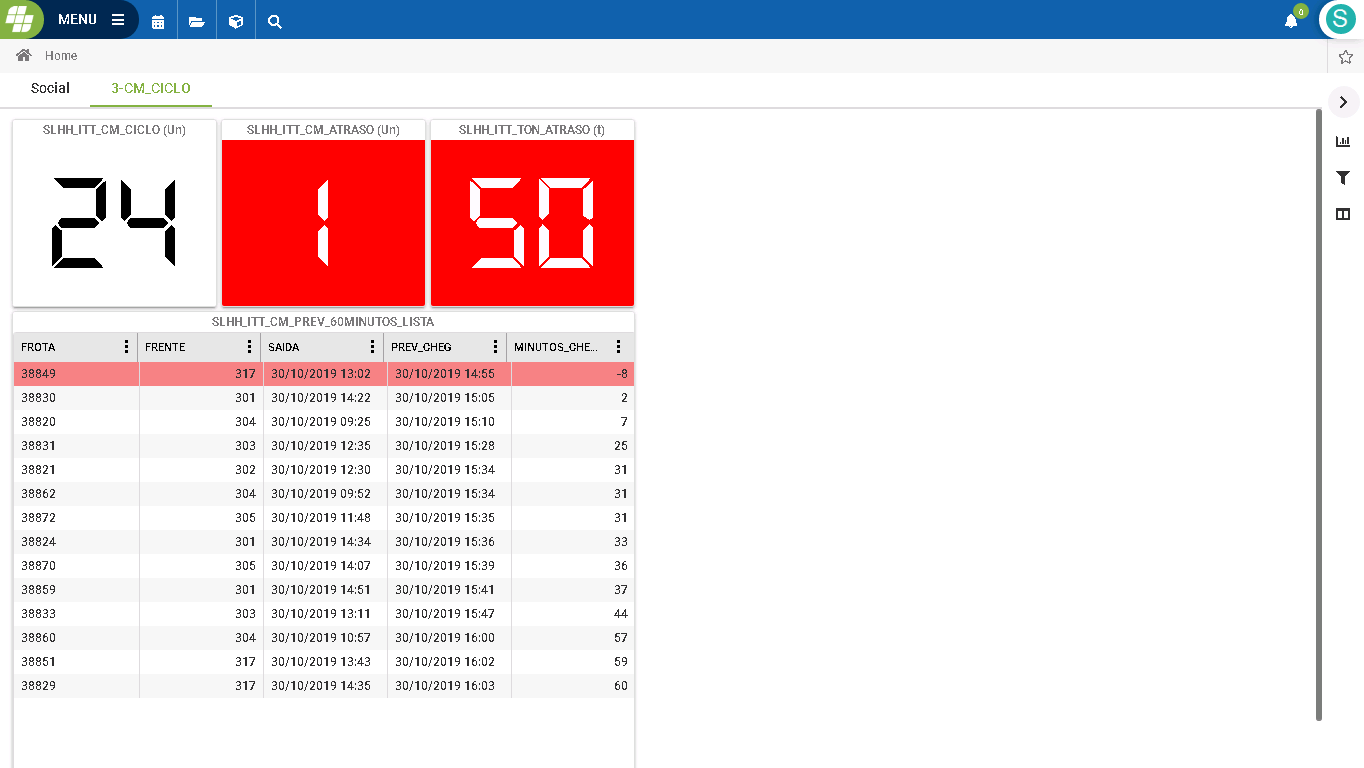 MENU
0
S
Home
Social 3-CM_CICLO
SLHH_ITT_CM_CICLO (Un) SLHH_ITT_CM_ATRASO (Un) SLHH_ITT_TON_ATRASO (t)
24 1 50
SLHH_ITT_CM_PREV_60MINUTOS_LISTA
FROTA FRENTE SAIDA PREV_CHEG MINUTOS_CHE...
38849 317 30/10/2019 13:02 30/10/2019 14:55 -8
38830 301 30/10/2019 14:22 30/10/2019 15:05 2
38820 304 30/10/2019 09:25 30/10/2019 15:10 7
38831 303 30/10/2019 12:35 30/10/2019 15:28 25
38821 302 30/10/2019 12:30 30/10/2019 15:34 31
38862 304 30/10/2019 09:52 30/10/2019 15:34 31
38872 305 30/10/2019 11:48 30/10/2019 15:35 31
38824 301 30/10/2019 14:34 30/10/2019 15:36 33
38870 305 30/10/2019 14:07 30/10/2019 15:39 36
38859 301 30/10/2019 14:51 30/10/2019 15:41 37
38833 303 30/10/2019 13:11 30/10/2019 15:47 44
38860 304 30/10/2019 10:57 30/10/2019 16:00 57
38851 317 30/10/2019 13:43 30/10/2019 16:02 59
38829 317 30/10/2019 14:35 30/10/2019 16:03 60